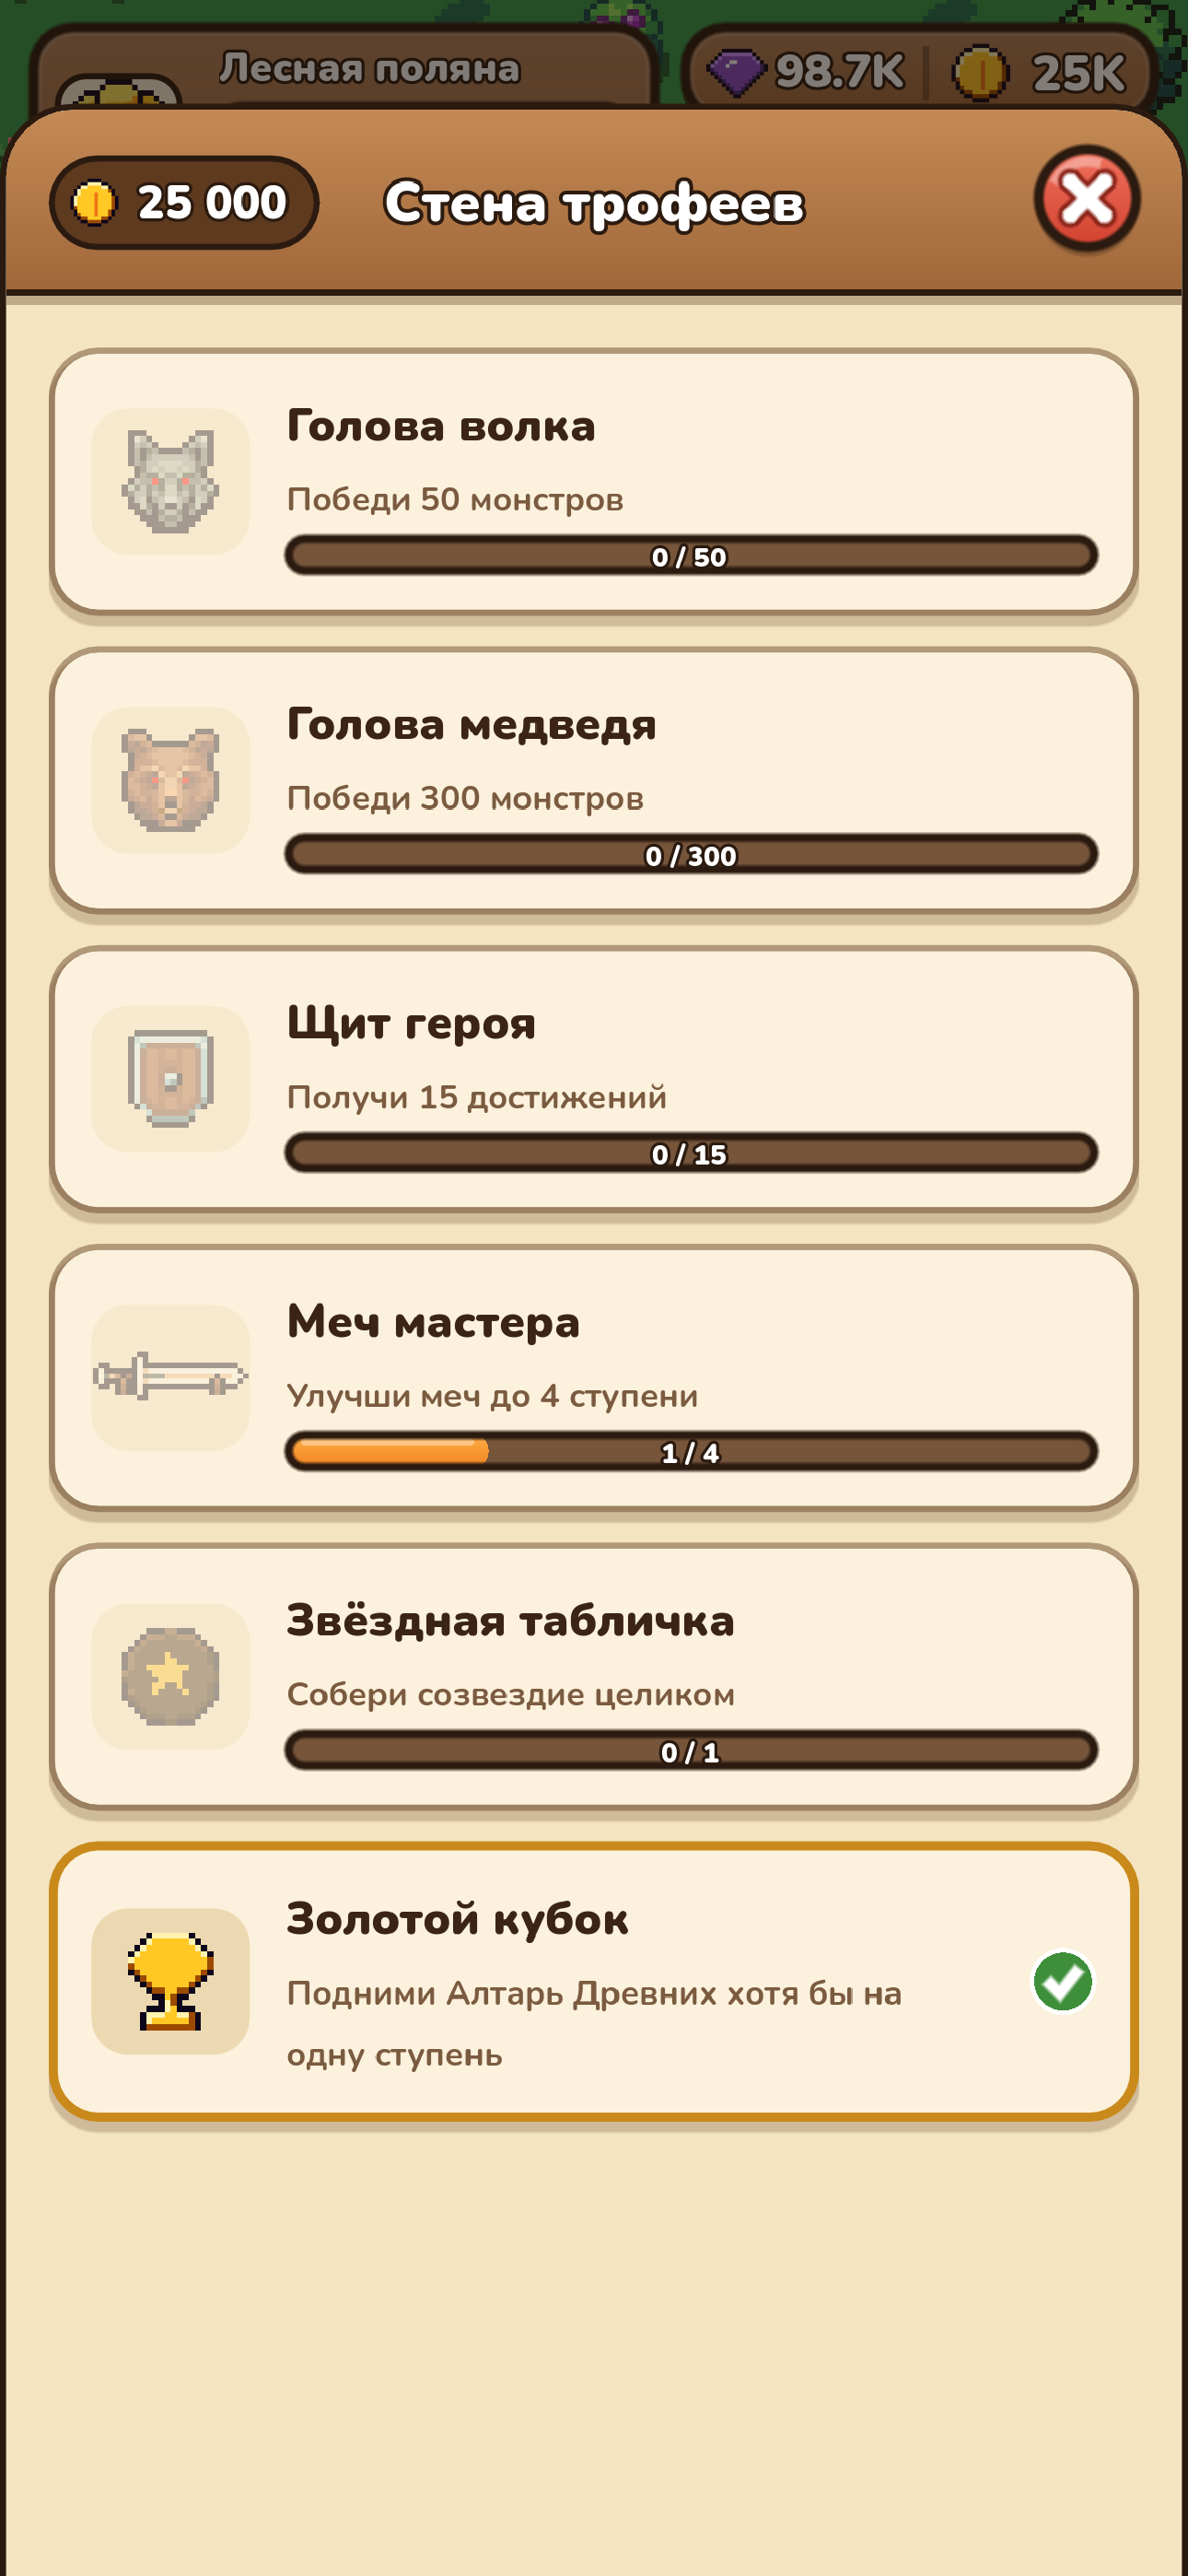 Лесная поляна
98.7K
25K
25 000
Стена трофеев
Голова волка
Победи 50 монстров
0 / 50
Голова медведя
Победи 300 монстров
0 / 300
Щит героя
Получи 15 достижений
0 / 15
Меч мастера
Улучши меч до 4 ступени
1 / 4
Звёздная табличка
Собери созвездие целиком
0 / 1
Золотой кубок
Подними Алтарь Древних хотя бы на
одну ступень